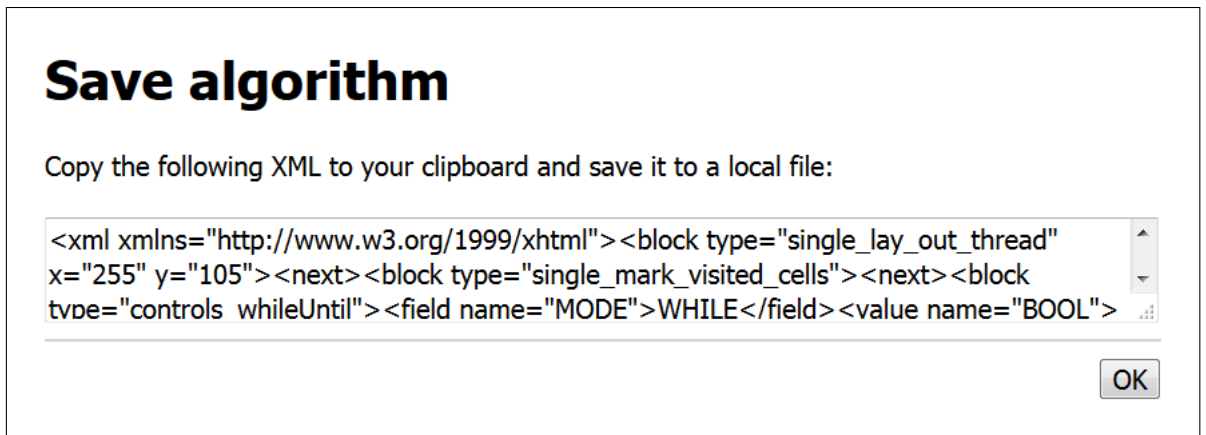 Save algorithm
Copy the following XML to your clipboard and save it to a local file:
<xml xmlns="http://www.w3.org/1999/xhtml"><block type="single_lay_out_thread"
x="255" y="105"><next><block type="single_mark_visited_cells"><next><block
type="controls_whileUntil"><field name="MODE">WHILE</field><value name="BOOL">
OK